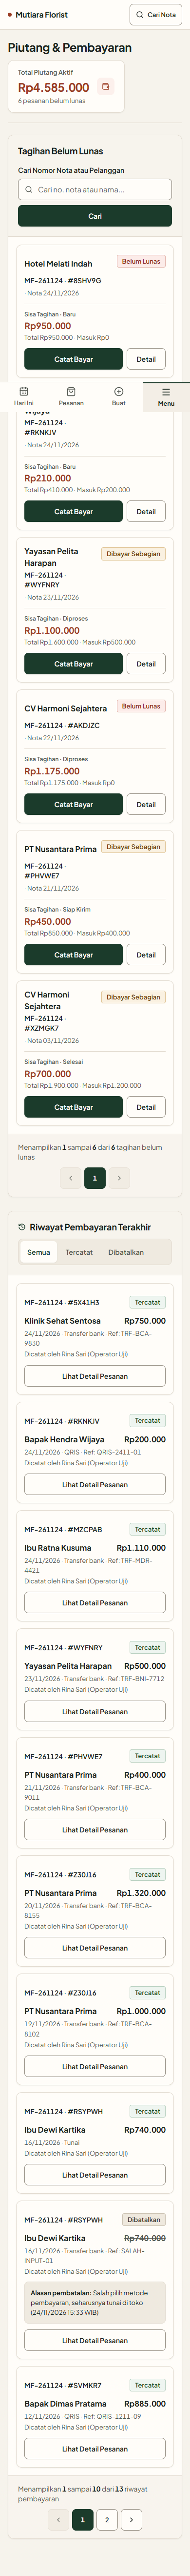 Mutiara Florist
Cari Nota
Piutang & Pembayaran
Total Piutang Aktif
Rp4.585.000
6 pesanan belum lunas
Tagihan Belum Lunas
Cari Nomor Nota atau Pelanggan
Cari no. nota atau nama...
Cari
Hotel Melati Indah
Belum Lunas
MF-261124 · #8SHV9G
· Nota 24/11/2026
Sisa Tagihan · Baru
Rp950.000
Total Rp950.000 · Masuk Rp0
Catat Bayar
Detail
Hari Ini
Pesanan
Buat
Menu
Wijaya
MF-261124 ·
#RKNKJV
· Nota 24/11/2026
Sisa Tagihan · Baru
Rp210.000
Total Rp410.000 · Masuk Rp200.000
Catat Bayar
Detail
Yayasan Pelita
Harapan
Dibayar Sebagian
MF-261124 ·
#WYFNRY
· Nota 23/11/2026
Sisa Tagihan · Diproses
Rp1.100.000
Total Rp1.600.000 · Masuk Rp500.000
Catat Bayar
Detail
CV Harmoni Sejahtera
Belum Lunas
MF-261124 · #AKDJZC
· Nota 22/11/2026
Sisa Tagihan · Diproses
Rp1.175.000
Total Rp1.175.000 · Masuk Rp0
Catat Bayar
Detail
PT Nusantara Prima
Dibayar Sebagian
MF-261124 ·
#PHVWE7
· Nota 21/11/2026
Sisa Tagihan · Siap Kirim
Rp450.000
Total Rp850.000 · Masuk Rp400.000
Catat Bayar
Detail
CV Harmoni
Sejahtera
Dibayar Sebagian
MF-261124 ·
#XZMGK7
· Nota 03/11/2026
Sisa Tagihan · Selesai
Rp700.000
Total Rp1.900.000 · Masuk Rp1.200.000
Catat Bayar
Detail
Menampilkan 1 sampai 6 dari 6 tagihan belum
lunas
1
Riwayat Pembayaran Terakhir
Semua
Tercatat
Dibatalkan
MF-261124 · #5X41H3
Tercatat
Klinik Sehat Sentosa
Rp750.000
24/11/2026 · Transfer bank · Ref: TRF-BCA-
9830
Dicatat oleh Rina Sari (Operator Uji)
Lihat Detail Pesanan
MF-261124 · #RKNKJV
Tercatat
Bapak Hendra Wijaya
Rp200.000
24/11/2026 · QRIS · Ref: QRIS-2411-01
Dicatat oleh Rina Sari (Operator Uji)
Lihat Detail Pesanan
MF-261124 · #MZCPAB
Tercatat
Ibu Ratna Kusuma
Rp1.110.000
24/11/2026 · Transfer bank · Ref: TRF-MDR-
4421
Dicatat oleh Rina Sari (Operator Uji)
Lihat Detail Pesanan
MF-261124 · #WYFNRY
Tercatat
Yayasan Pelita Harapan
Rp500.000
23/11/2026 · Transfer bank · Ref: TRF-BNI-7712
Dicatat oleh Rina Sari (Operator Uji)
Lihat Detail Pesanan
MF-261124 · #PHVWE7
Tercatat
PT Nusantara Prima
Rp400.000
21/11/2026 · Transfer bank · Ref: TRF-BCA-
9011
Dicatat oleh Rina Sari (Operator Uji)
Lihat Detail Pesanan
MF-261124 · #Z30J16
Tercatat
PT Nusantara Prima
Rp1.320.000
20/11/2026 · Transfer bank · Ref: TRF-BCA-
8155
Dicatat oleh Rina Sari (Operator Uji)
Lihat Detail Pesanan
MF-261124 · #Z30J16
Tercatat
PT Nusantara Prima
Rp1.000.000
19/11/2026 · Transfer bank · Ref: TRF-BCA-
8102
Dicatat oleh Rina Sari (Operator Uji)
Lihat Detail Pesanan
MF-261124 · #RSYPWH
Tercatat
Ibu Dewi Kartika
Rp740.000
16/11/2026 · Tunai
Dicatat oleh Rina Sari (Operator Uji)
Lihat Detail Pesanan
MF-261124 · #RSYPWH
Dibatalkan
Ibu Dewi Kartika
Rp740.000
16/11/2026 · Transfer bank · Ref: SALAH-
INPUT-01
Dicatat oleh Rina Sari (Operator Uji)
Alasan pembatalan: Salah pilih metode
pembayaran, seharusnya tunai di toko
(24/11/2026 15:33 WIB)
Lihat Detail Pesanan
MF-261124 · #SVMKR7
Tercatat
Bapak Dimas Pratama
Rp885.000
12/11/2026 · QRIS · Ref: QRIS-1211-09
Dicatat oleh Rina Sari (Operator Uji)
Lihat Detail Pesanan
Menampilkan 1 sampai 10 dari 13 riwayat
pembayaran
1
2